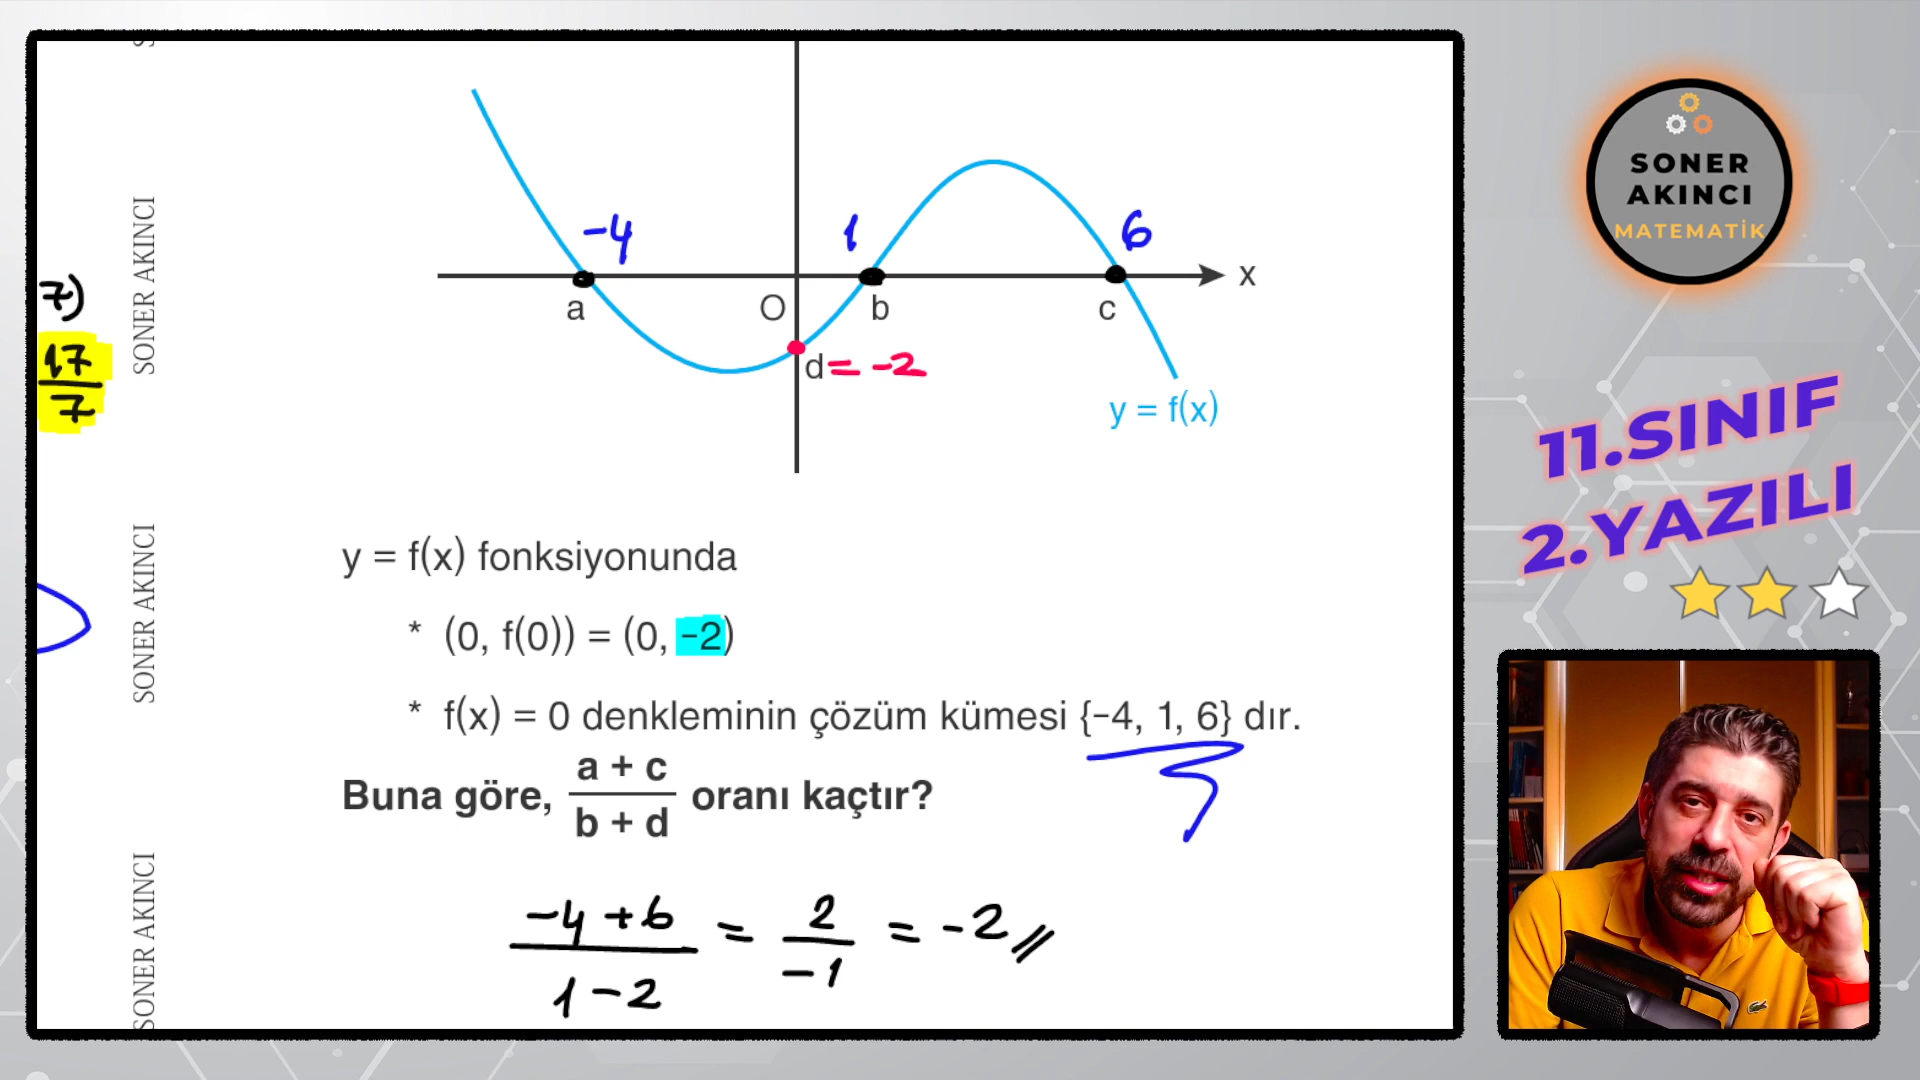 SONER AKINCI
SONER AKINCI
SONER AKINCI
7)
17
7
-4
1
6
a
O
b
c
x
d = -2
y = f(x)
y = f(x) fonksiyonunda
* (0, f(0)) = (0, -2)
* f(x) = 0 denkleminin çözüm kümesi {-4, 1, 6} dır.
Buna göre, a + c / b + d oranı kaçtır?
-4 + 6 / 1 - 2 = 2 / -1 = -2 //
SONER
AKINCI
MATEMATİK
11.SINIF
2.YAZILI